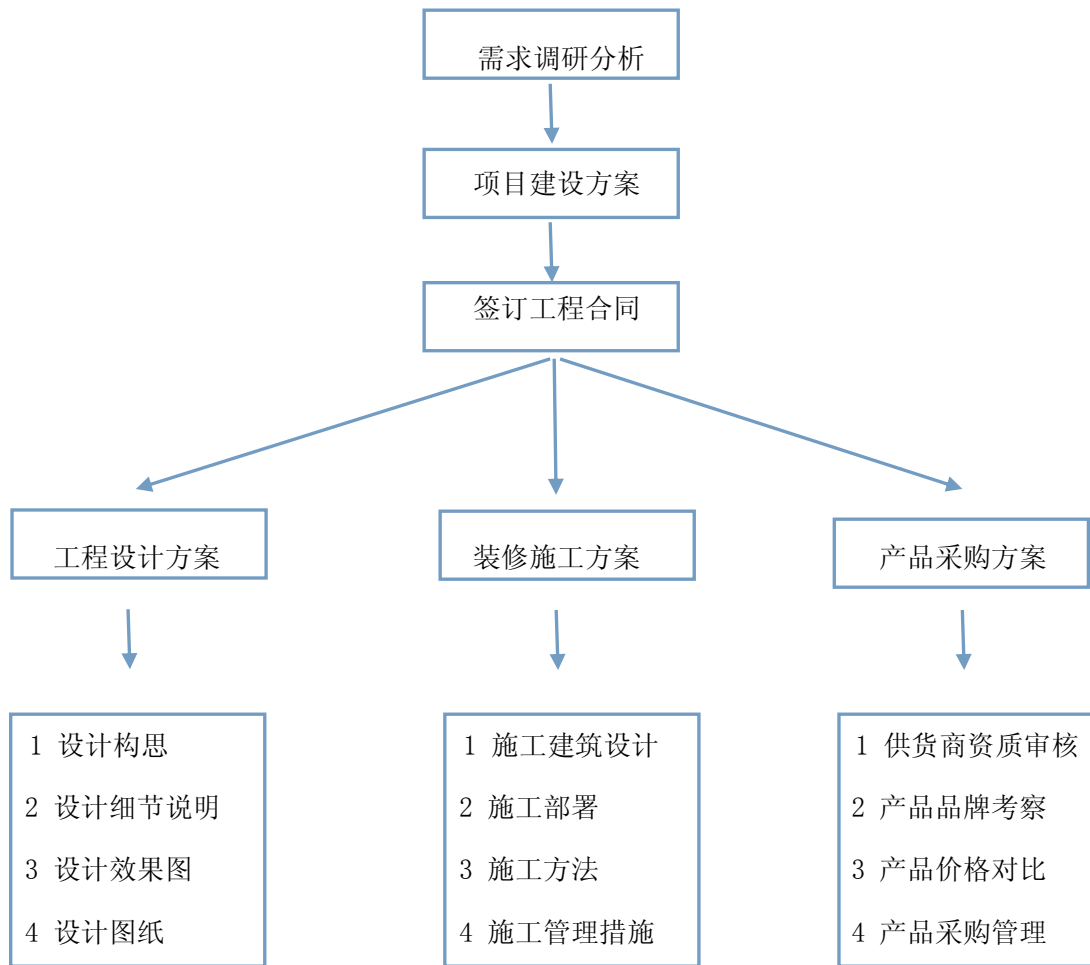 需求调研分析
项目建设方案
签订工程合同
工程设计方案
装修施工方案
产品采购方案
1 设计构思
2 设计细节说明
3 设计效果图
4 设计图纸
1 施工建筑设计
2 施工部署
3 施工方法
4 施工管理措施
1 供货商资质审核
2 产品品牌考察
3 产品价格对比
4 产品采购管理